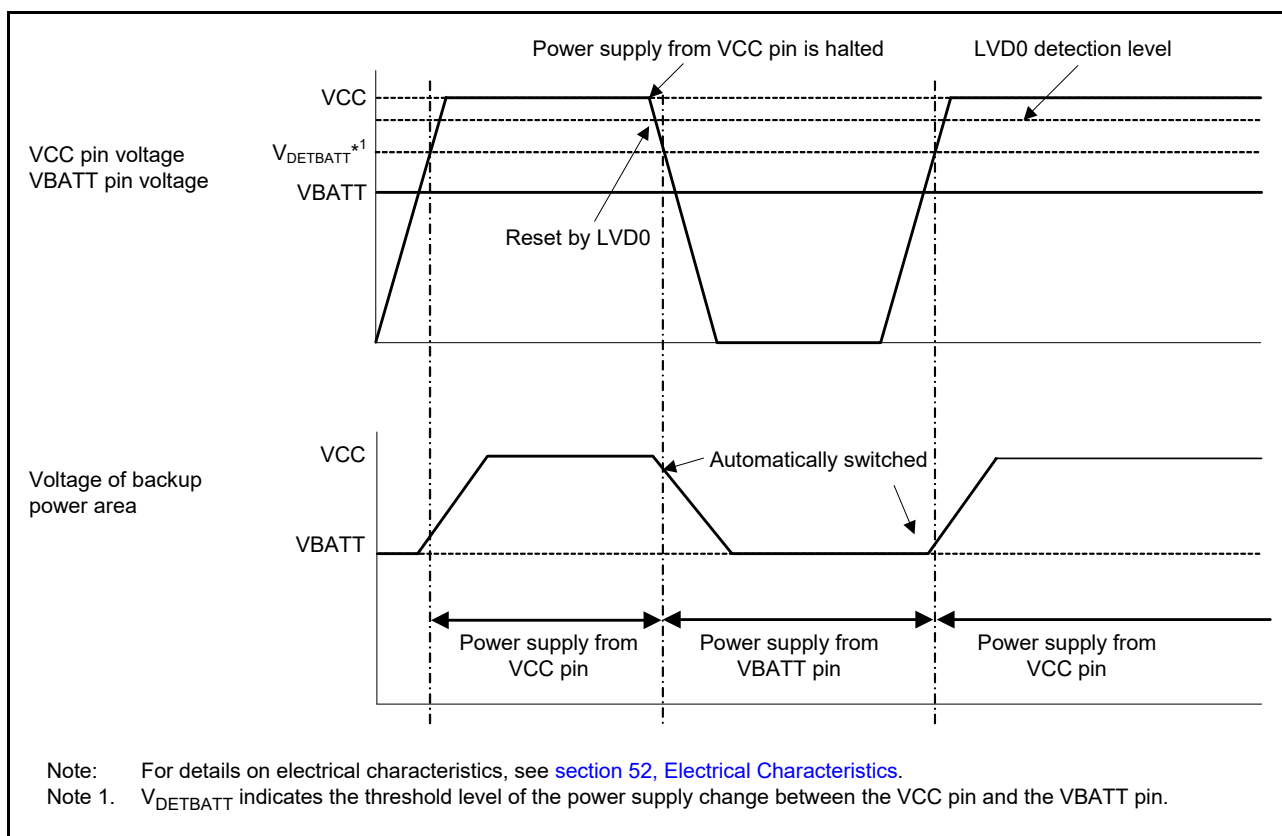 Power supply from VCC pin is halted
LVD0 detection level
VCC
VCC pin voltage
VBATT pin voltage
VDETBATT*1
VBATT
Reset by LVD0
Voltage of backup
power area
VCC
Automatically switched
VBATT
Power supply from
VCC pin
Power supply from
VBATT pin
Power supply from
VCC pin
Note: For details on electrical characteristics, see section 52, Electrical Characteristics.
Note 1. VDETBATT indicates the threshold level of the power supply change between the VCC pin and the VBATT pin.